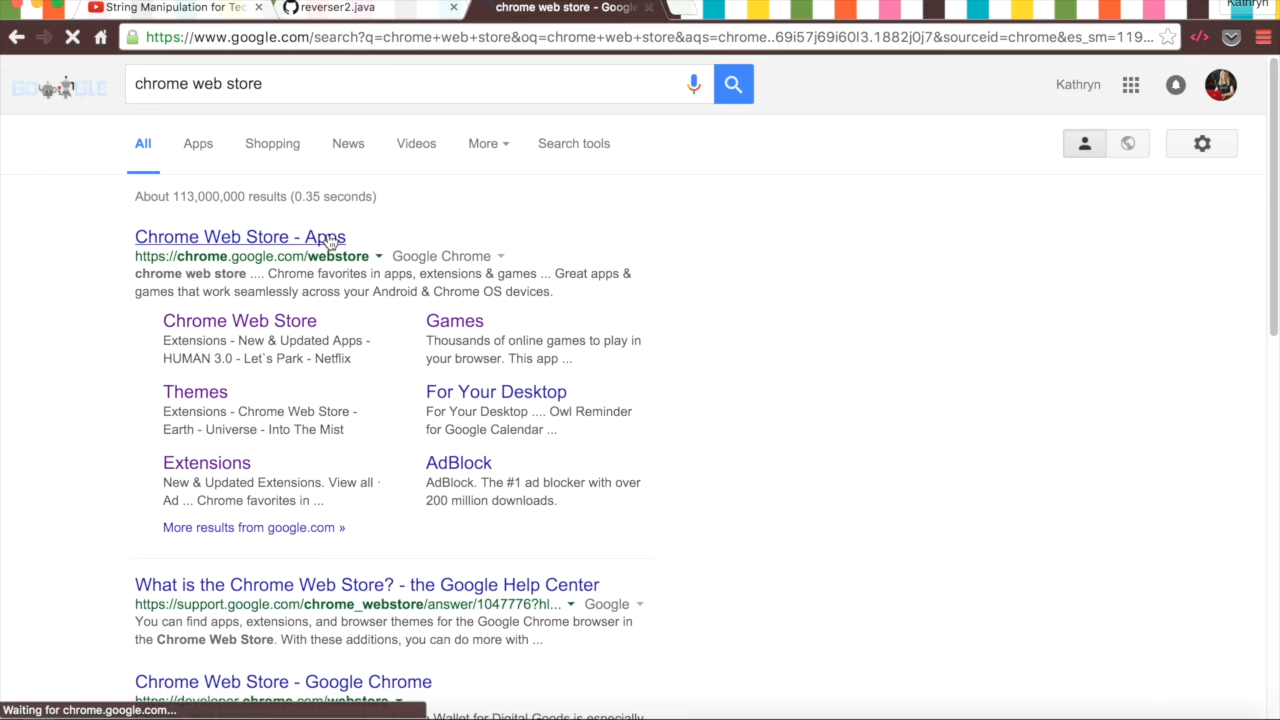 String Manipulation for Tec
reverser2.java
chrome web store - Google
Kathryn
https://www.google.com/search?q=chrome+web+store&oq=chrome+web+store&aqs=chrome..69i57j69i60l3.1882j0j7&sourceid=chrome&es_sm=119...
GOOGLE
chrome web store
Kathryn
All Apps Shopping News Videos More Search tools
About 113,000,000 results (0.35 seconds)
Chrome Web Store - Apps
https://chrome.google.com/webstore Google Chrome
chrome web store .... Chrome favorites in apps, extensions & games ... Great apps &
games that work seamlessly across your Android & Chrome OS devices.
Chrome Web Store
Extensions - New & Updated Apps -
HUMAN 3.0 - Let`s Park - Netflix
Games
Thousands of online games to play in
your browser. This app ...
Themes
Extensions - Chrome Web Store -
Earth - Universe - Into The Mist
For Your Desktop
For Your Desktop .... Owl Reminder
for Google Calendar ...
Extensions
New & Updated Extensions. View all ·
Ad ... Chrome favorites in ...
AdBlock
AdBlock. The #1 ad blocker with over
200 million downloads.
More results from google.com »
What is the Chrome Web Store? - the Google Help Center
https://support.google.com/chrome_webstore/answer/1047776?hl... Google
You can find apps, extensions, and browser themes for the Google Chrome browser in
the Chrome Web Store. With these additions, you can do more with ...
Chrome Web Store - Google Chrome
https://developer.chrome.com/webstore
Waiting for chrome.google.com...
Wallet for Digital Goods is especially